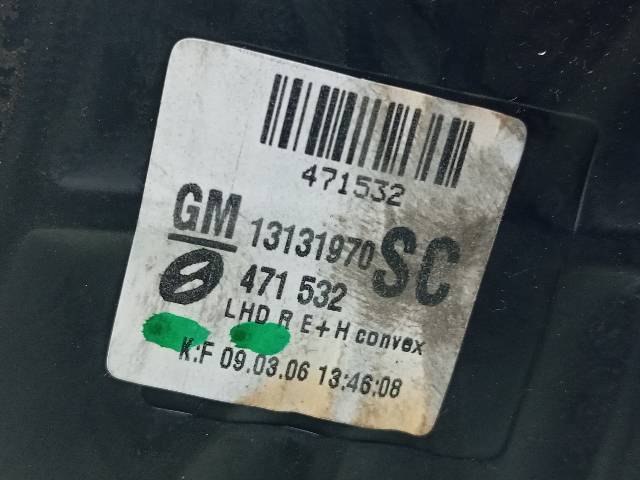 471532
GM 13131970 SC
471 532
LHD R E+H convex
K:F 09.03.06 13:46:08